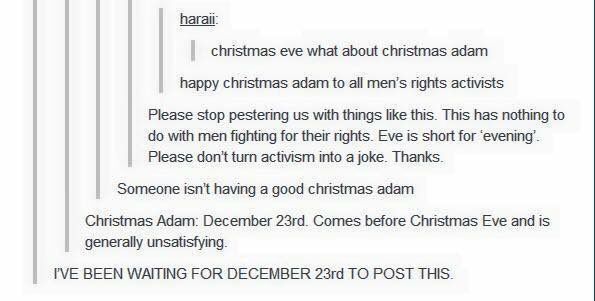 haraii:
christmas eve what about christmas adam
happy christmas adam to all men's rights activists
Please stop pestering us with things like this. This has nothing to
do with men fighting for their rights. Eve is short for 'evening'.
Please don't turn activism into a joke. Thanks.
Someone isn't having a good christmas adam
Christmas Adam: December 23rd. Comes before Christmas Eve and is
generally unsatisfying.
I'VE BEEN WAITING FOR DECEMBER 23rd TO POST THIS.